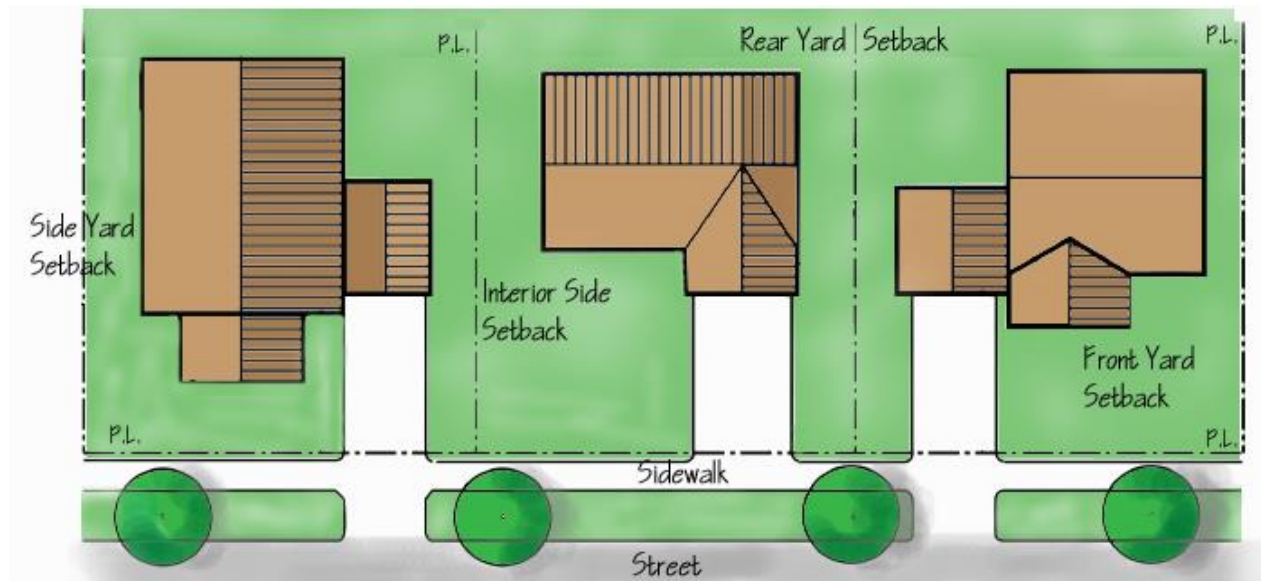 P.L.
Rear Yard Setback
P.L.
Side Yard
Setback
Interior Side
Setback
Front Yard
Setback
P.L.
P.L.
Sidewalk
Street